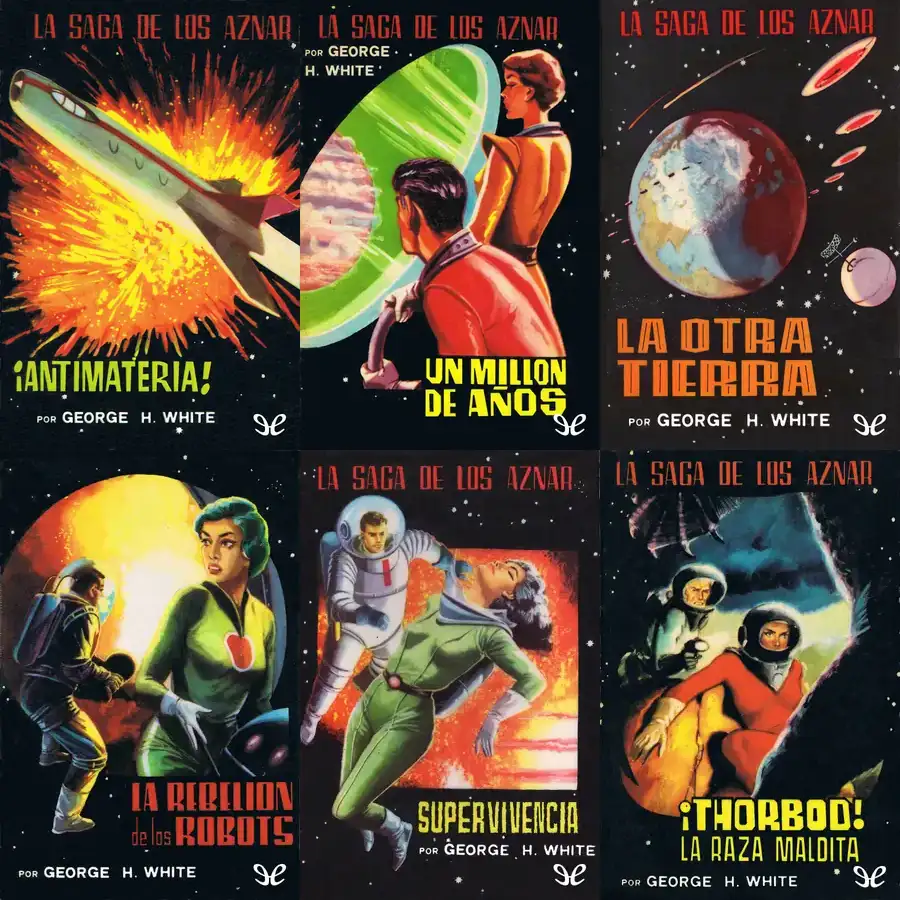 LA SAGA DE LOS AZNAR
¡ANTIMATERIA!
POR GEORGE H. WHITE
LA SAGA DE LOS AZNAR
POR GEORGE
H. WHITE
UN MILLON
DE AÑOS
LA SAGA DE LOS AZNAR
LA OTRA
TIERRA
POR GEORGE H. WHITE
LA REBELION
de los ROBOTS
POR GEORGE H. WHITE
LA SAGA DE LOS AZNAR
SUPERVIVENCIA
POR GEORGE H. WHITE
LA SAGA DE LOS AZNAR
¡THORBOD!
LA RAZA MALDITA
POR GEORGE H. WHITE